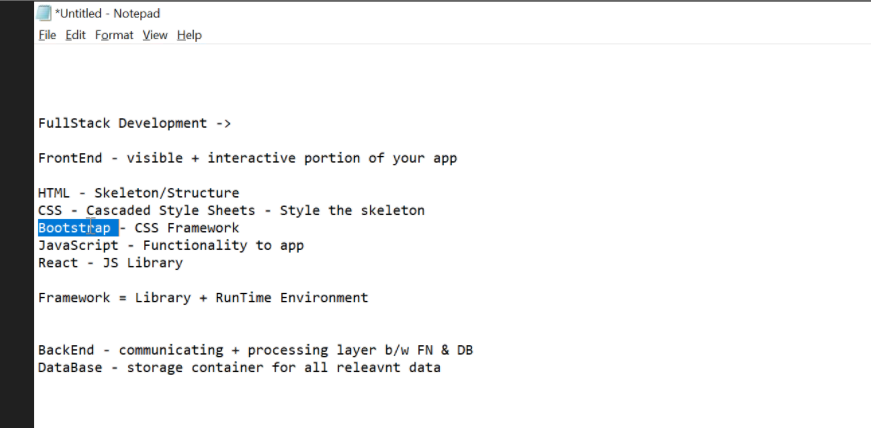 *Untitled - Notepad
File Edit Format View Help
FullStack Development ->
FrontEnd - visible + interactive portion of your app
HTML - Skeleton/Structure
CSS - Cascaded Style Sheets - Style the skeleton
Bootstrap - CSS Framework
JavaScript - Functionality to app
React - JS Library
Framework = Library + RunTime Environment
BackEnd - communicating + processing layer b/w FN & DB
DataBase - storage container for all releavnt data